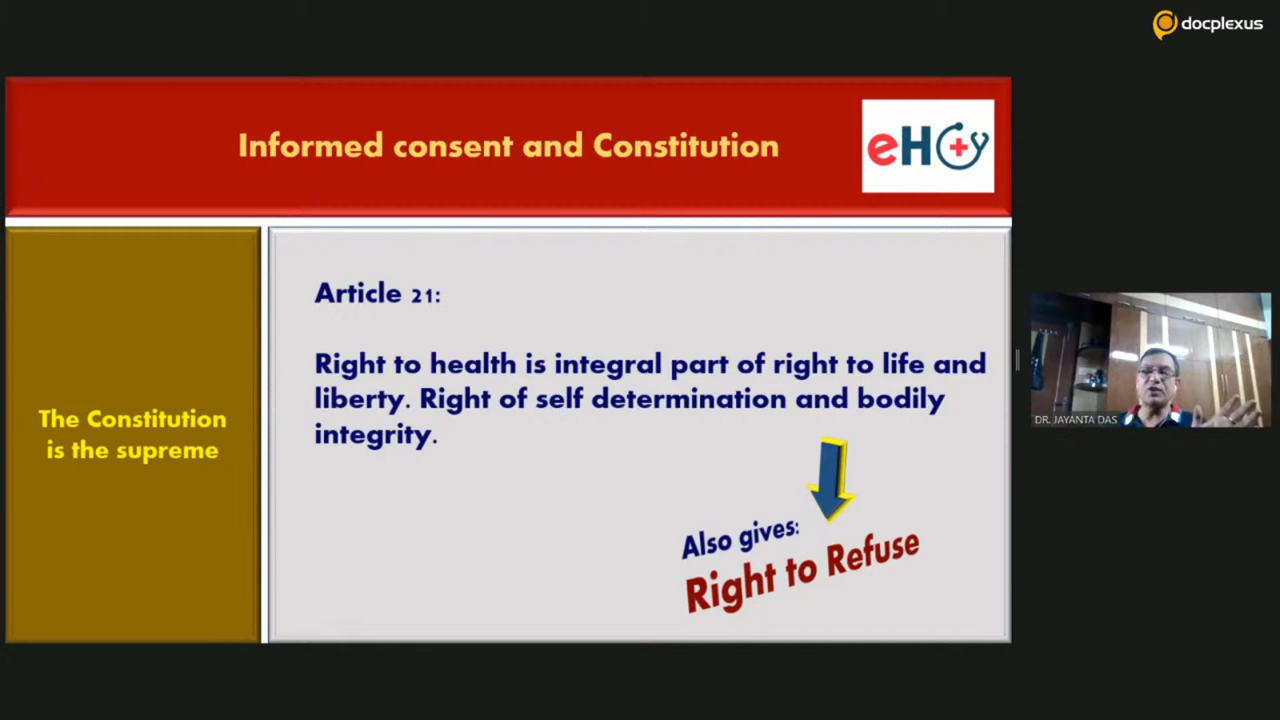 docplexus
Informed consent and Constitution
eHCy
The Constitution
is the supreme
Article 21:
Right to health is integral part of right to life and
liberty. Right of self determination and bodily
integrity.
Also gives:
Right to Refuse
DR. JAYANTA DAS